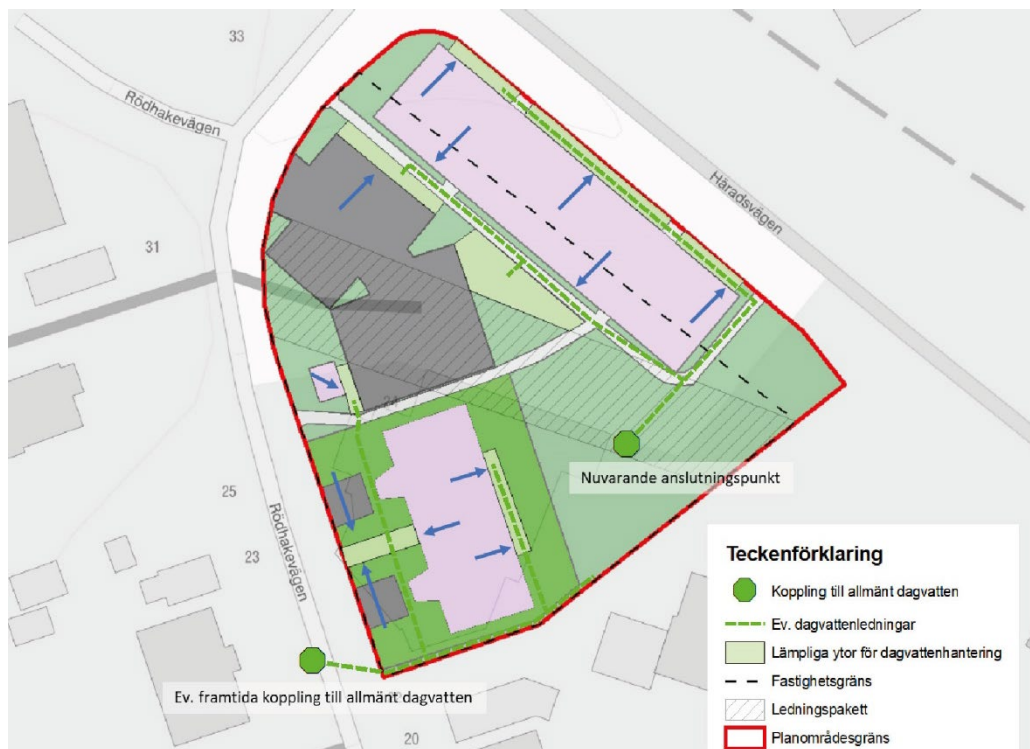 33
Rödhakevägen
Häradsvägen
31
25
23
Rödhakevägen
Nuvarande anslutningspunkt
Ev. framtida koppling till allmänt dagvatten
20
Teckenförklaring
Koppling till allmänt dagvatten
Ev. dagvattenledningar
Lämpliga ytor för dagvattenhantering
Fastighetsgräns
Ledningspakett
Planområdesgräns